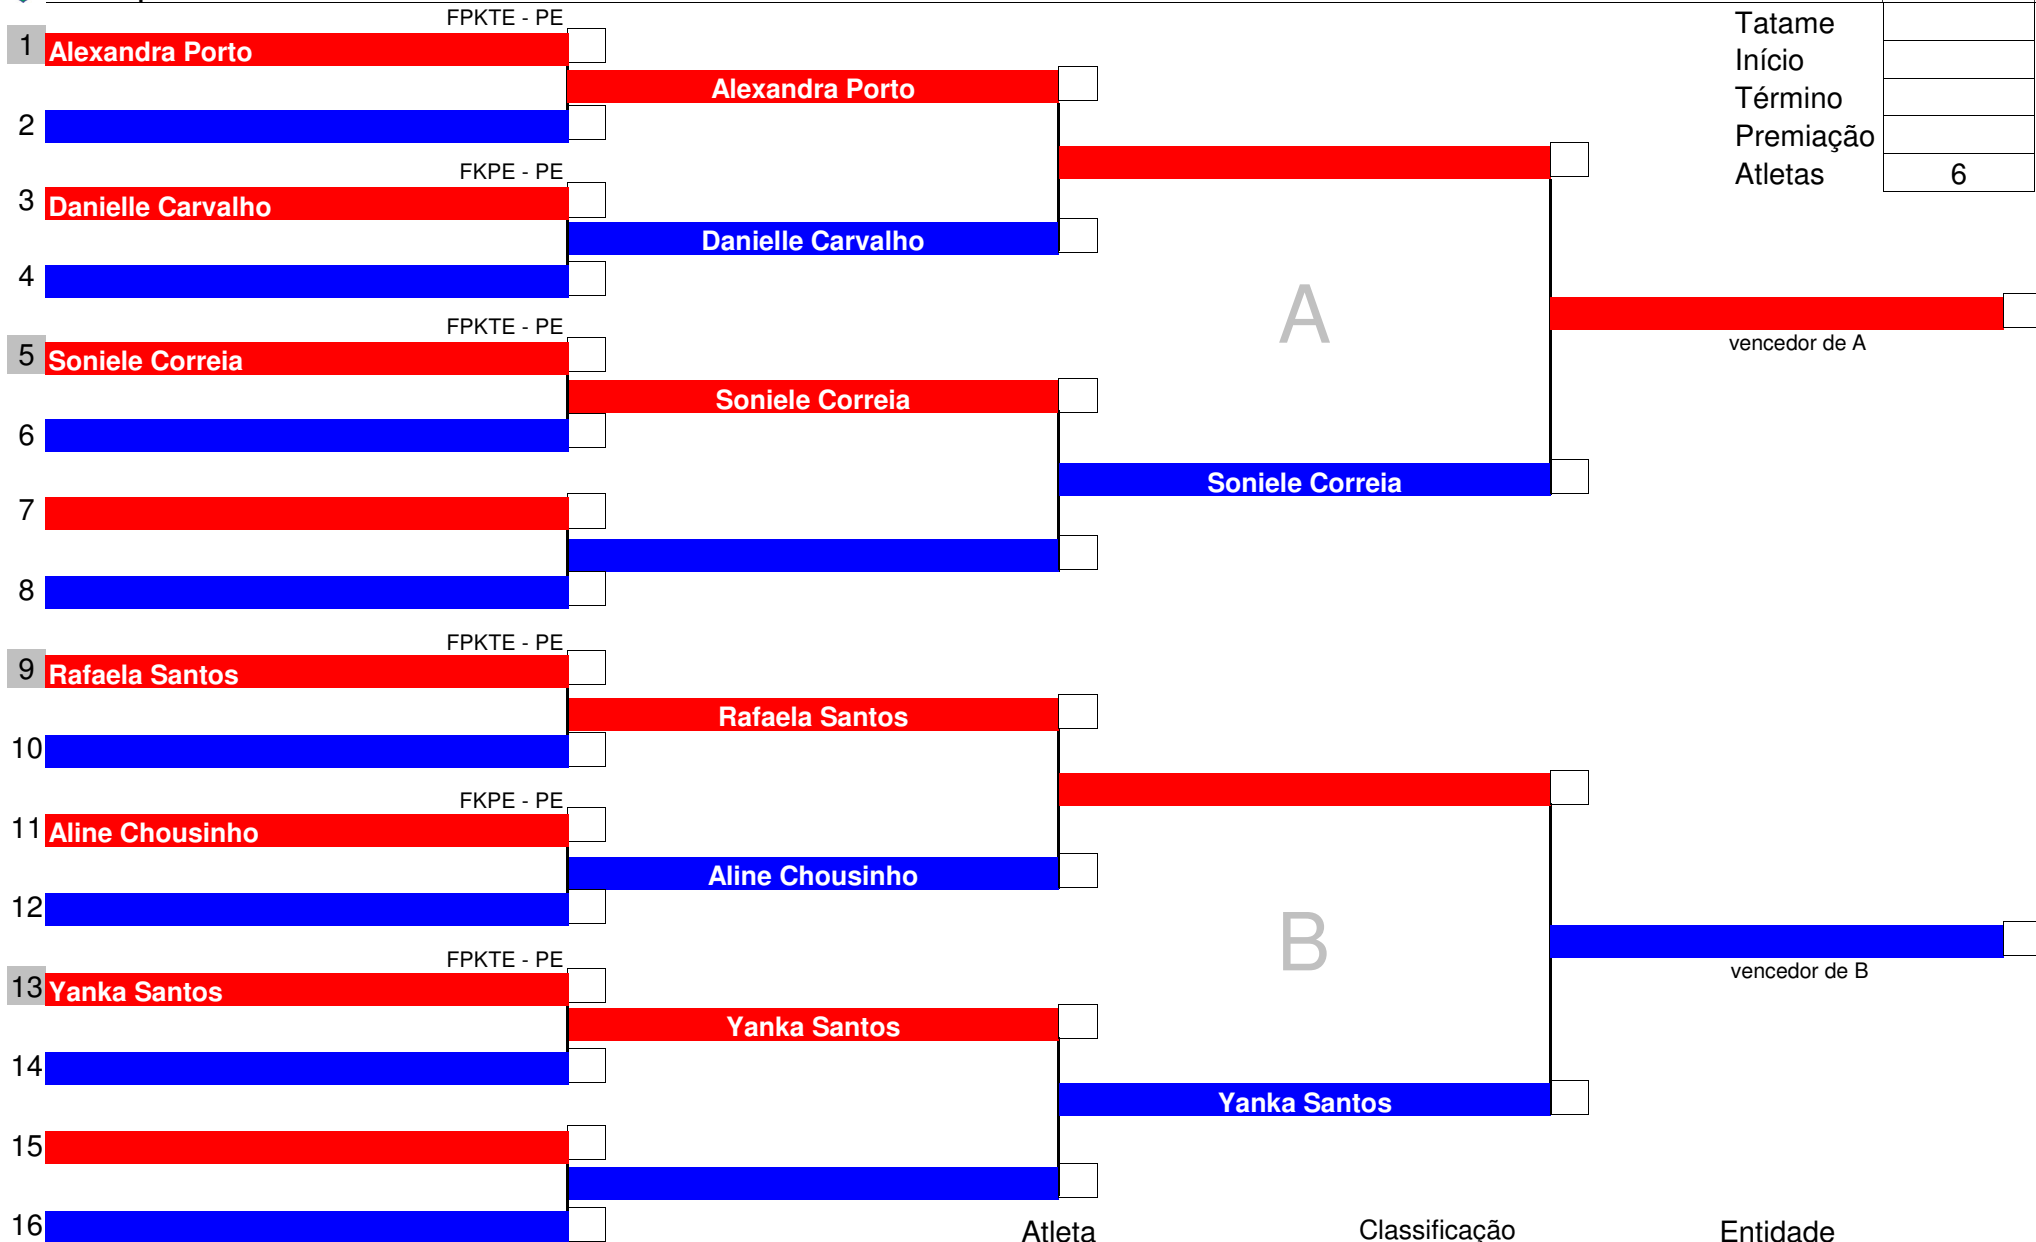 FPKTE - PE
1 Alexandra Porto
Alexandra Porto
2
FKPE - PE
3 Danielle Carvalho
Danielle Carvalho
4
FPKTE - PE
5 Soniele Correia
Soniele Correia
6
Soniele Correia
7
8
A
vencedor de A
Tatame
Início
Término
Premiação
Atletas 6
FPKTE - PE
9 Rafaela Santos
Rafaela Santos
10
FKPE - PE
11 Aline Chousinho
Aline Chousinho
12
FPKTE - PE
13 Yanka Santos
Yanka Santos
14
Yanka Santos
15
16
B
vencedor de B
Atleta Classificação Entidade